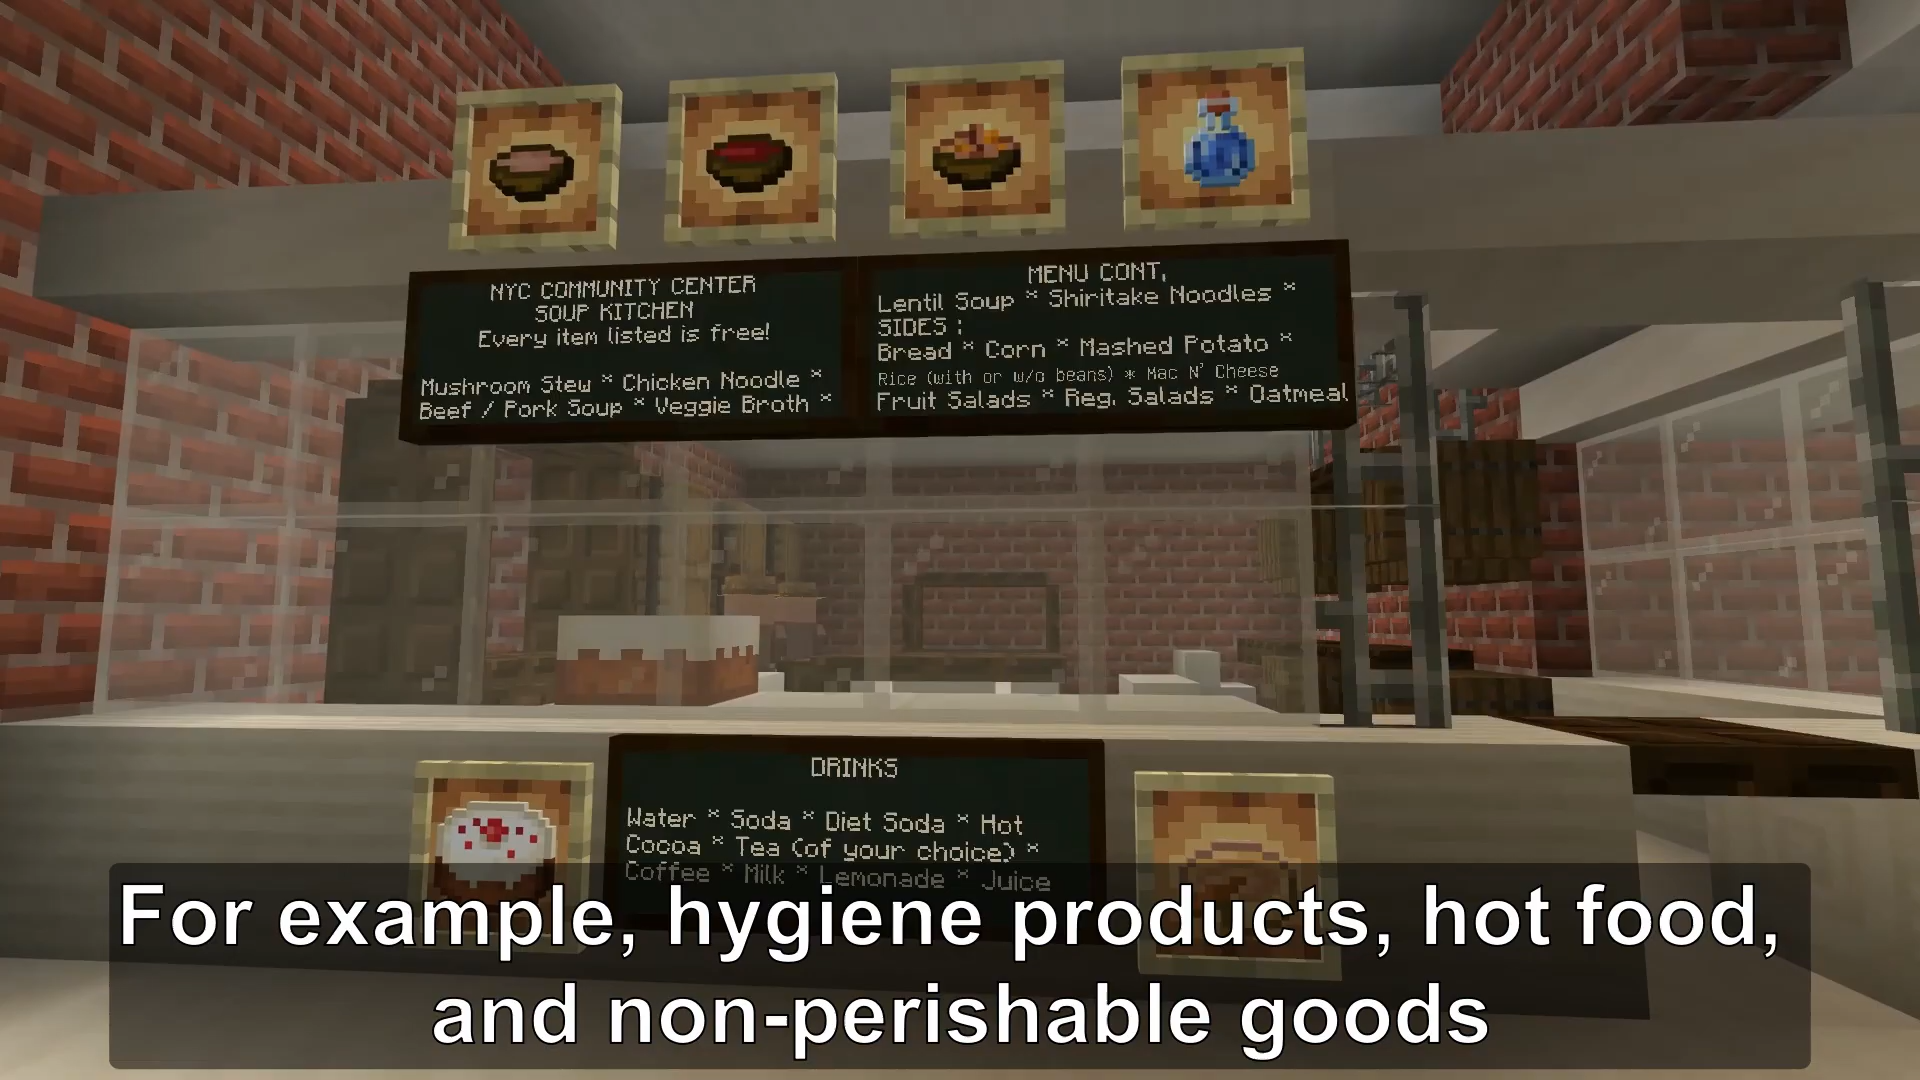 NYC COMMUNITY CENTER
SOUP KITCHEN
Every item listed is free!
Mushroom Stew * Chicken Noodle *
Beef / Pork Soup * Veggie Broth *
MENU CONT.
Lentil Soup * Shiritake Noodles *
SIDES :
Bread * Corn * Mashed Potato *
Rice (with or w/o beans) * Mac N' Cheese
Fruit Salads * Reg. Salads * Oatmeal
DRINKS
Water * Soda * Diet Soda * Hot
Cocoa * Tea (of your choice) *
Coffee * Milk * Lemonade * Juice
For example, hygiene products, hot food,
and non-perishable goods